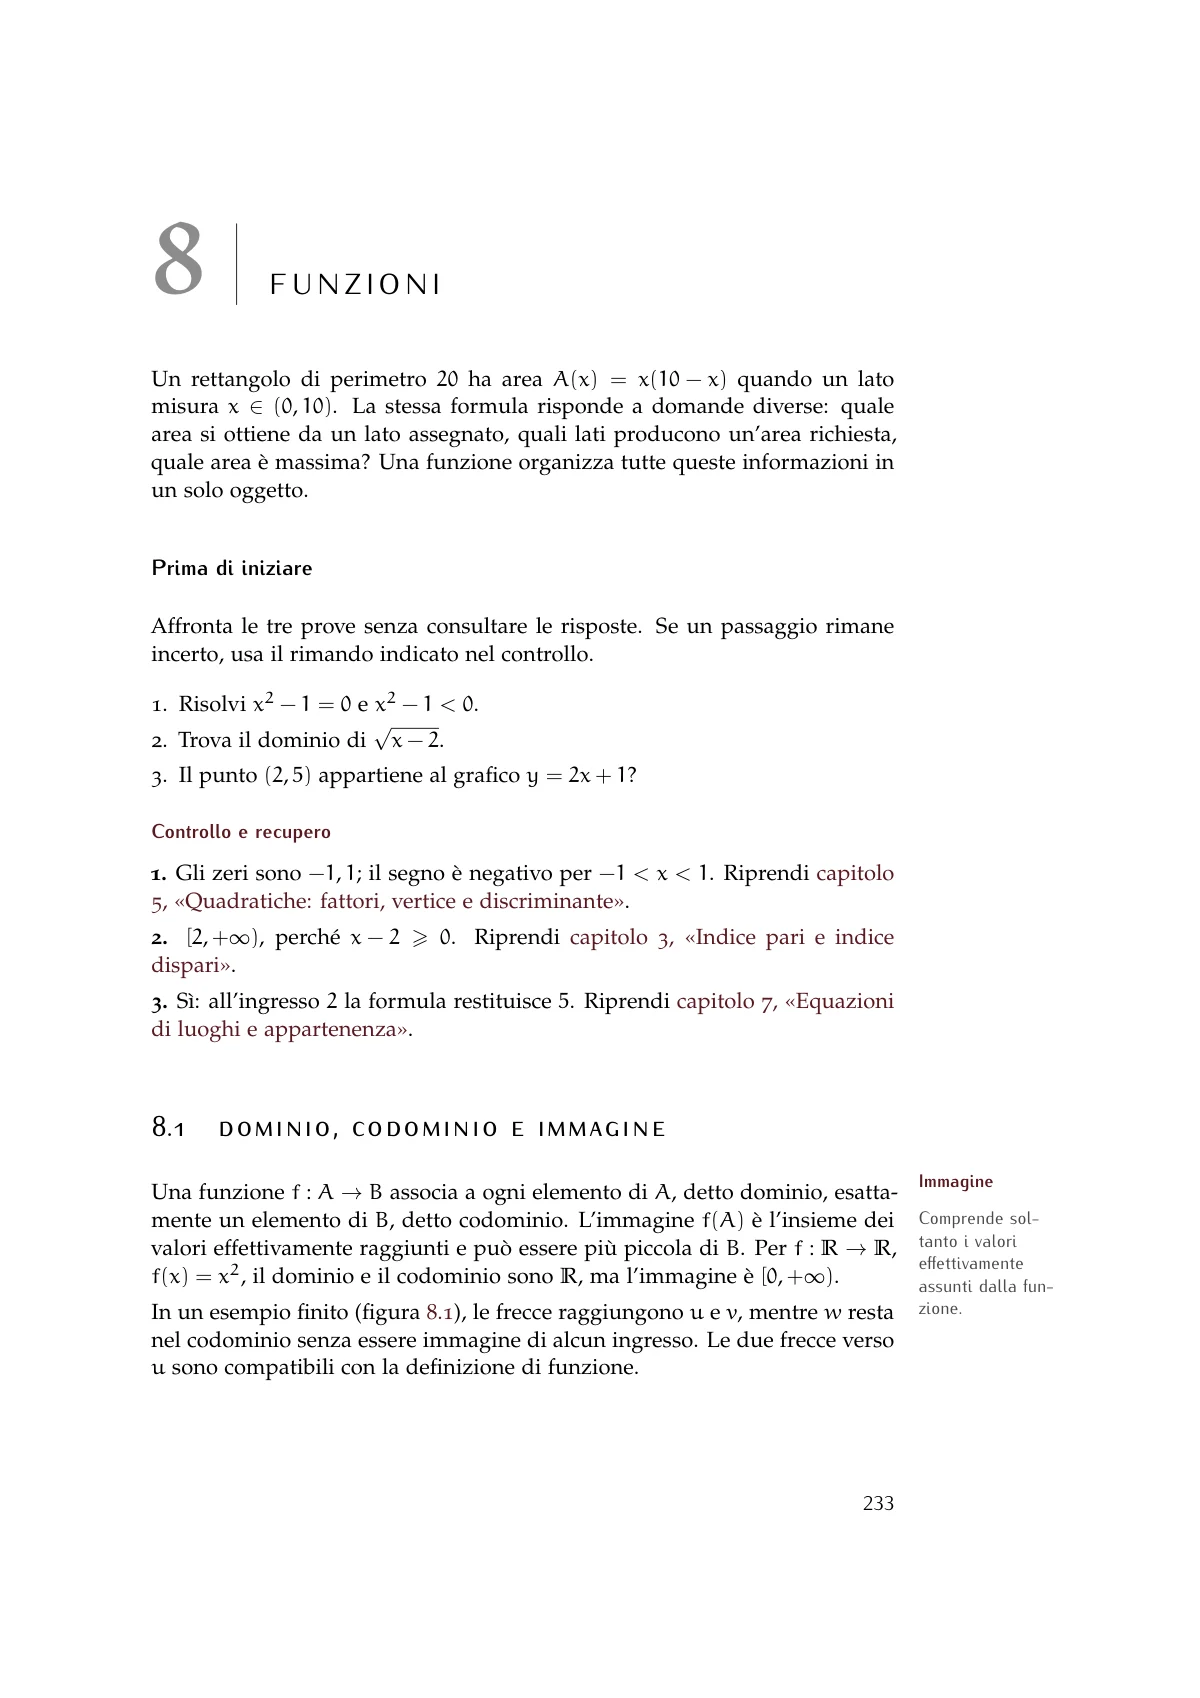 8
FUNZIONI
Un rettangolo di perimetro 20 ha area A(x) = x(10 − x) quando un lato
misura x ∈ (0, 10). La stessa formula risponde a domande diverse: quale
area si ottiene da un lato assegnato, quali lati producono un'area richiesta,
quale area è massima? Una funzione organizza tutte queste informazioni in
un solo oggetto.
Prima di iniziare
Affronta le tre prove senza consultare le risposte. Se un passaggio rimane
incerto, usa il rimando indicato nel controllo.
1. Risolvi x² − 1 = 0 e x² − 1 < 0.
2. Trova il dominio di √(x − 2).
3. Il punto (2, 5) appartiene al grafico y = 2x + 1?
Controllo e recupero
1. Gli zeri sono −1, 1; il segno è negativo per −1 < x < 1. Riprendi capitolo
5, «Quadratiche: fattori, vertice e discriminante».
2. [2, +∞), perché x − 2 ⩾ 0. Riprendi capitolo 3, «Indice pari e indice
dispari».
3. Sì: all'ingresso 2 la formula restituisce 5. Riprendi capitolo 7, «Equazioni
di luoghi e appartenenza».
8.1 DOMINIO, CODOMINIO E IMMAGINE
Una funzione f : A → B associa a ogni elemento di A, detto dominio, esatta-
mente un elemento di B, detto codominio. L'immagine f(A) è l'insieme dei
valori effettivamente raggiunti e può essere più piccola di B. Per f : ℝ → ℝ,
f(x) = x², il dominio e il codominio sono ℝ, ma l'immagine è [0, +∞).
In un esempio finito (figura 8.1), le frecce raggiungono u e v, mentre w resta
nel codominio senza essere immagine di alcun ingresso. Le due frecce verso
u sono compatibili con la definizione di funzione.
Immagine
Comprende sol-
tanto i valori
effettivamente
assunti dalla fun-
zione.
233